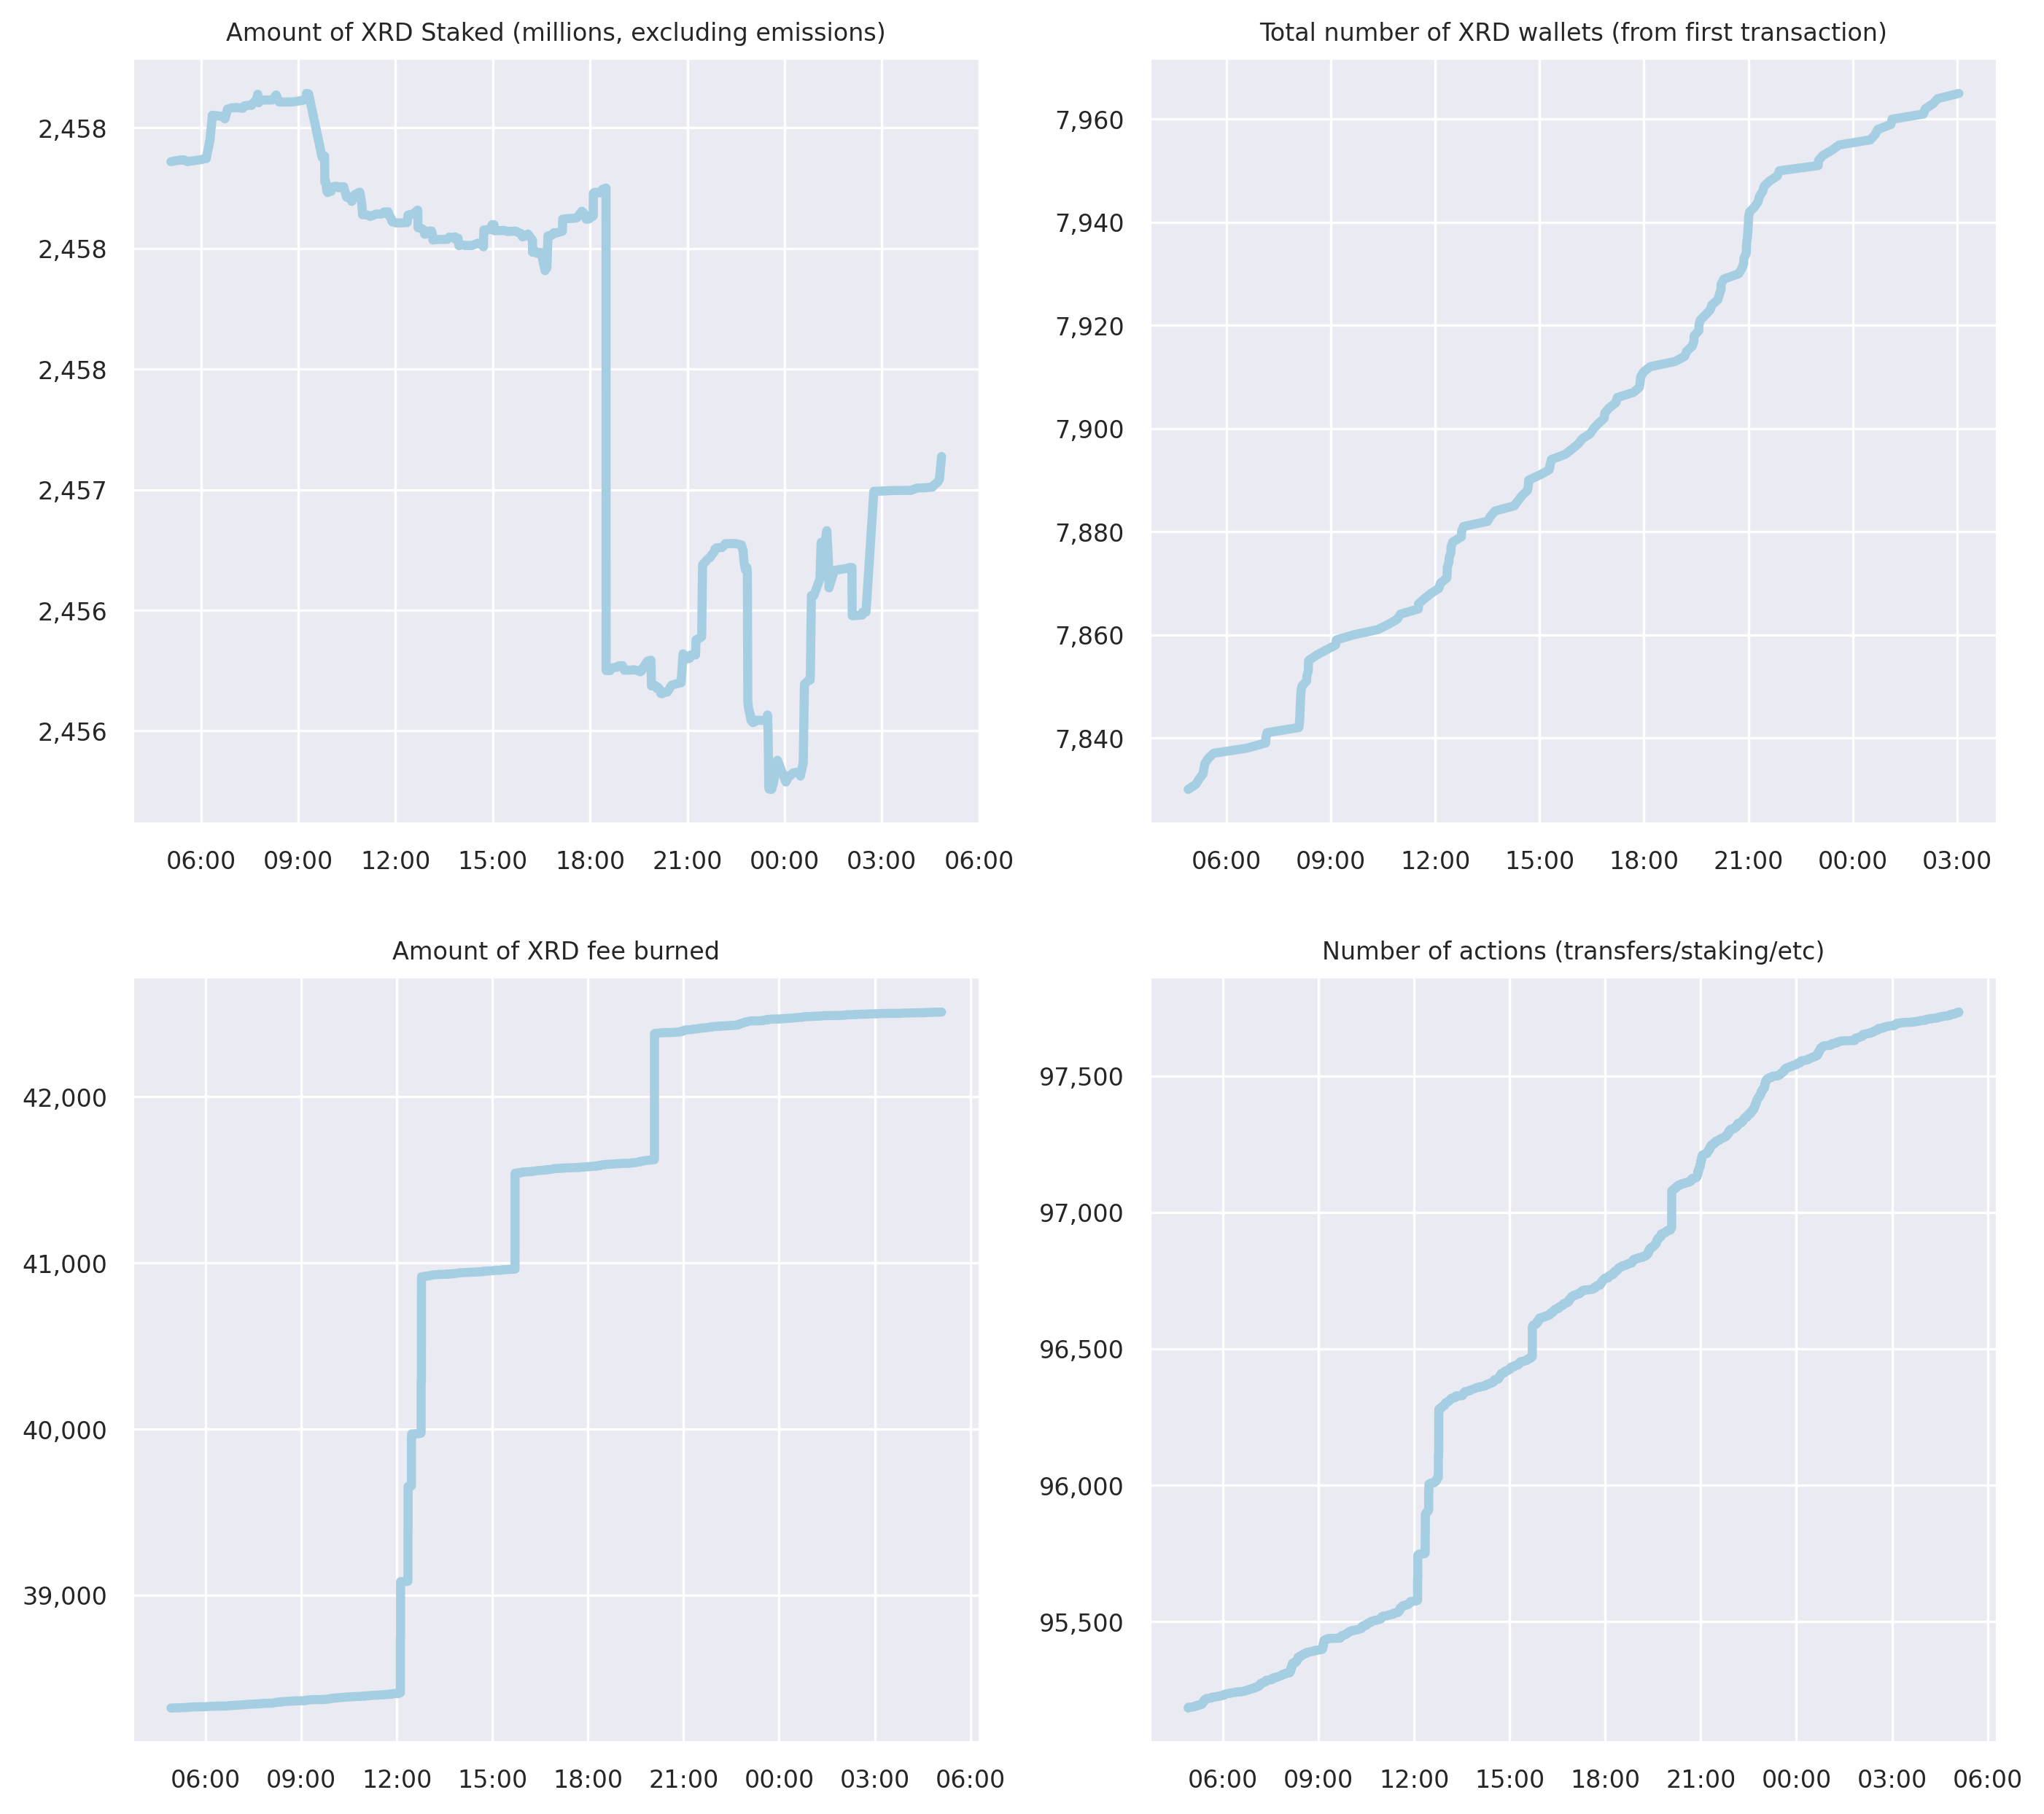 Amount of XRD Staked (millions, excluding emissions)
2,458
2,458
2,458
2,457
2,456
2,456
06:00 09:00 12:00 15:00 18:00 21:00 00:00 03:00 06:00
Total number of XRD wallets (from first transaction)
7,960
7,940
7,920
7,900
7,880
7,860
7,840
06:00 09:00 12:00 15:00 18:00 21:00 00:00 03:00
Amount of XRD fee burned
42,000
41,000
40,000
39,000
06:00 09:00 12:00 15:00 18:00 21:00 00:00 03:00 06:00
Number of actions (transfers/staking/etc)
97,500
97,000
96,500
96,000
95,500
06:00 09:00 12:00 15:00 18:00 21:00 00:00 03:00 06:00